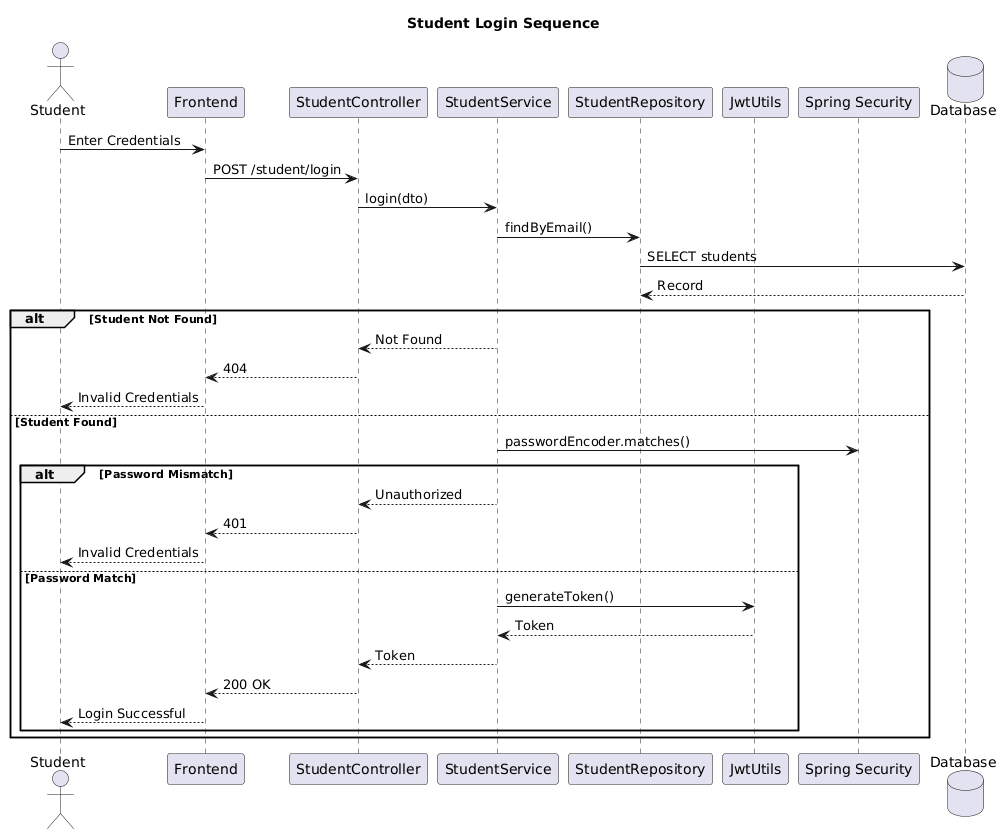 Student Login Sequence
Student
Frontend
StudentController
StudentService
StudentRepository
JwtUtils
Spring Security
Database
Enter Credentials
POST /student/login
login(dto)
findByEmail()
SELECT students
Record
alt
[Student Not Found]
Not Found
404
Invalid Credentials
[Student Found]
passwordEncoder.matches()
alt
[Password Mismatch]
Unauthorized
401
Invalid Credentials
[Password Match]
generateToken()
Token
Token
200 OK
Login Successful
Student
Frontend
StudentController
StudentService
StudentRepository
JwtUtils
Spring Security
Database